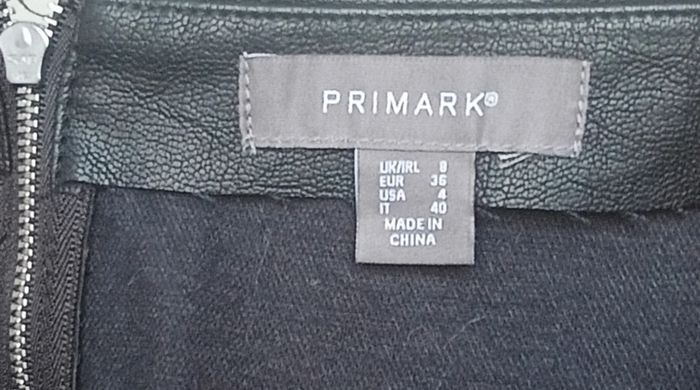 PRIMARK®
UK/IRL 8
EUR 36
USA 4
IT 40
MADE IN
CHINA